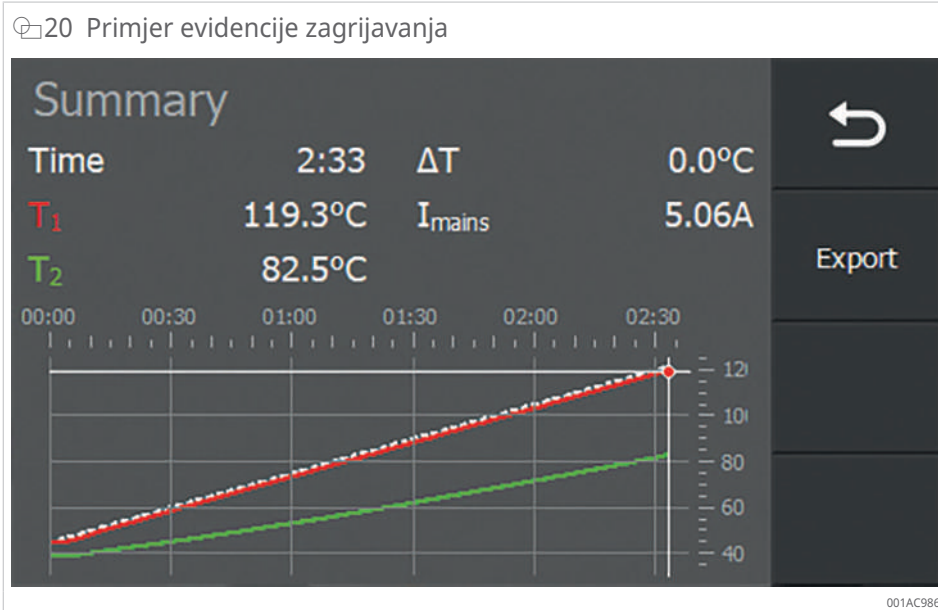 20 Primjer evidencije zagrijavanja
Summary
Time 2:33 ΔT 0.0°C
T₁ 119.3°C Imains 5.06A
T₂ 82.5°C
Export
00:00 00:30 01:00 01:30 02:00 02:30
80
60
40
001AC986